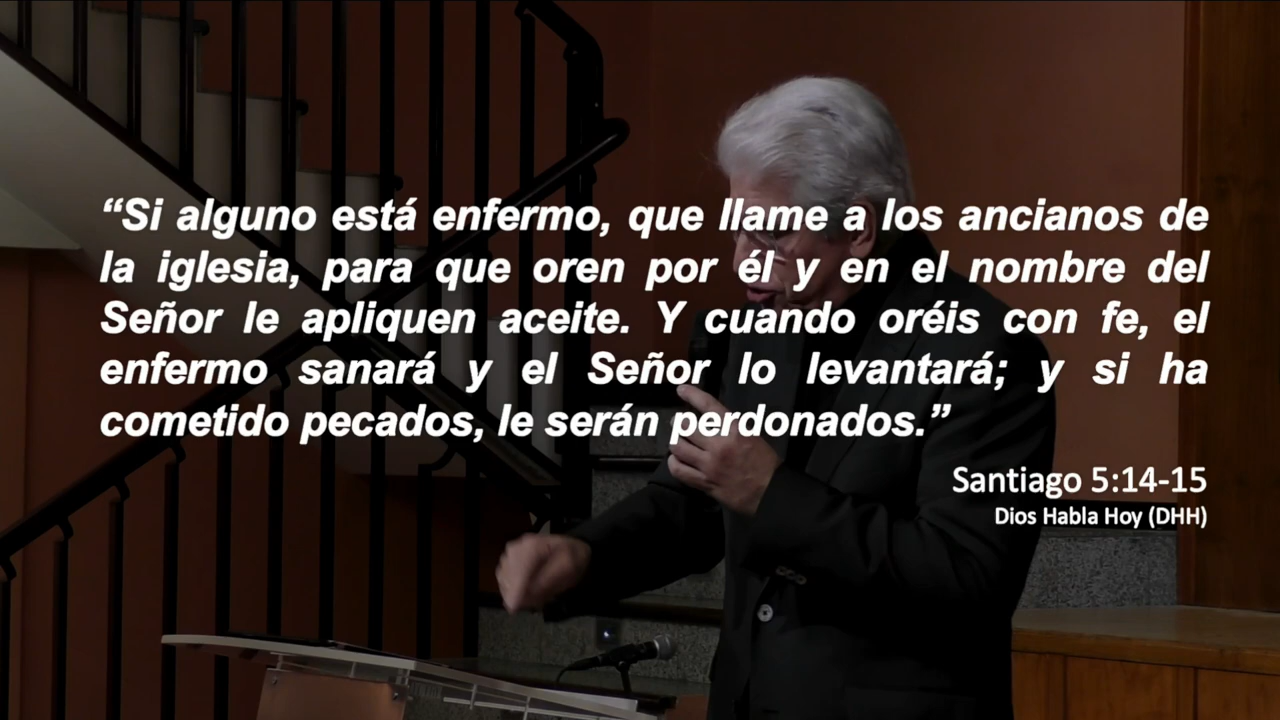 “Si alguno está enfermo, que llame a los ancianos de
la iglesia, para que oren por él y en el nombre del
Señor le apliquen aceite. Y cuando oréis con fe, el
enfermo sanará y el Señor lo levantará; y si ha
cometido pecados, le serán perdonados.”
Santiago 5:14-15
Dios Habla Hoy (DHH)